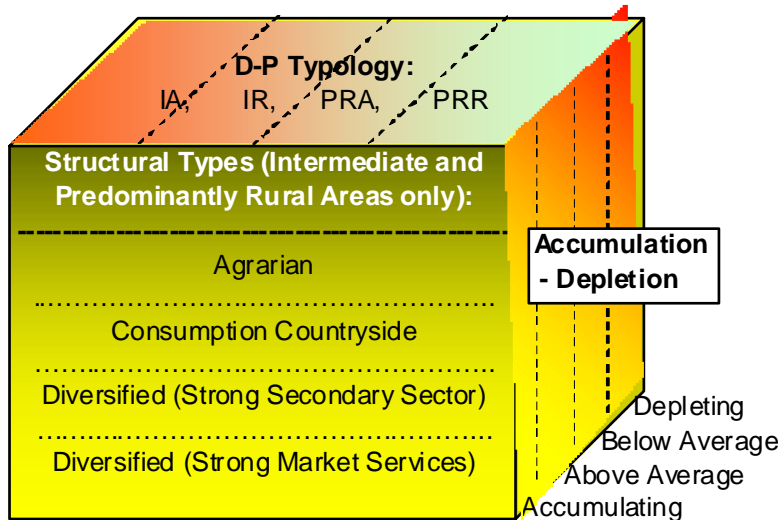 D-P Typology:
IA, IR, PRA, PRR
Structural Types (Intermediate and
Predominantly Rural Areas only):
Agrarian
Consumption Countryside
Diversified (Strong Secondary Sector)
Diversified (Strong Market Services)
Accumulation
- Depletion
Depleting
Below Average
Above Average
Accumulating